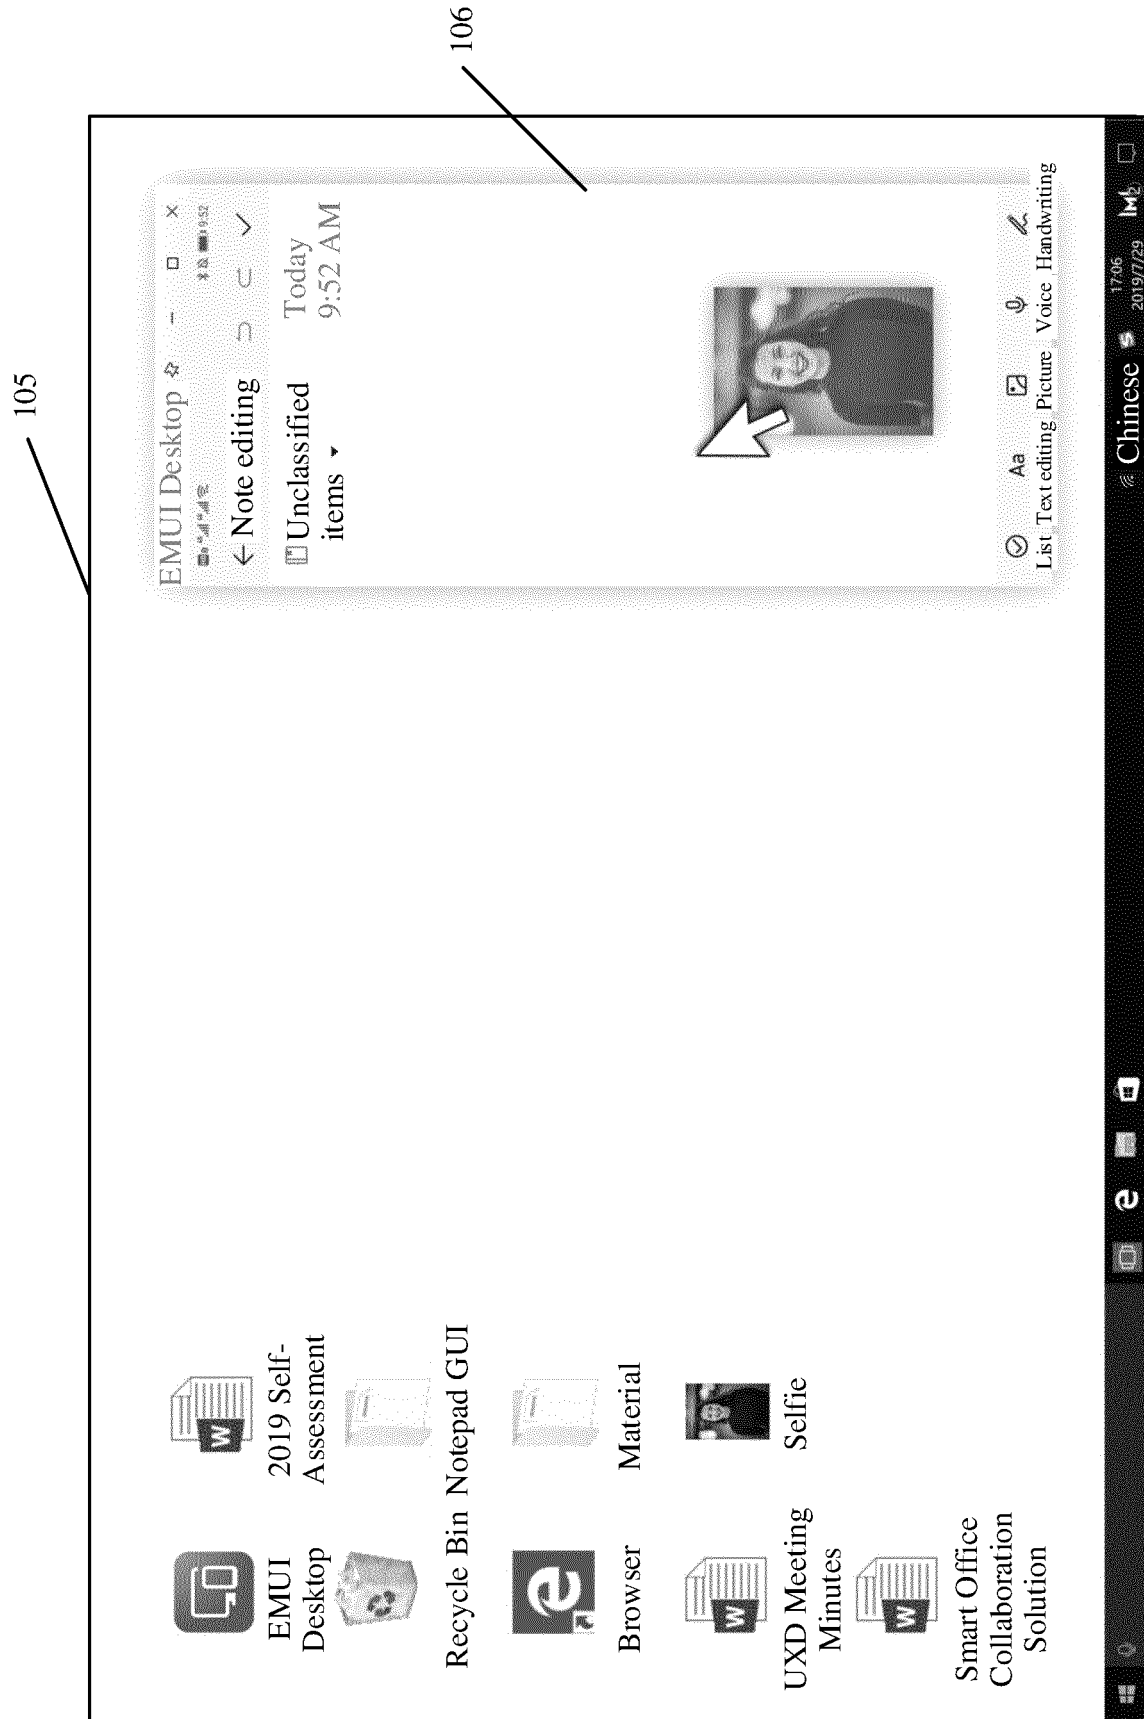 105
106
EMUI
Desktop
2019 Self-
Assessment
Recycle Bin
Notepad GUI
Browser
Material
UXD Meeting
Minutes
Selfie
Smart Office
Collaboration
Solution
EMUI Desktop
9:52
Note editing
Unclassified
items
Today
9:52 AM
Aa
List
Text editing
Picture
Voice
Handwriting
Chinese
17:06
2019/7/29